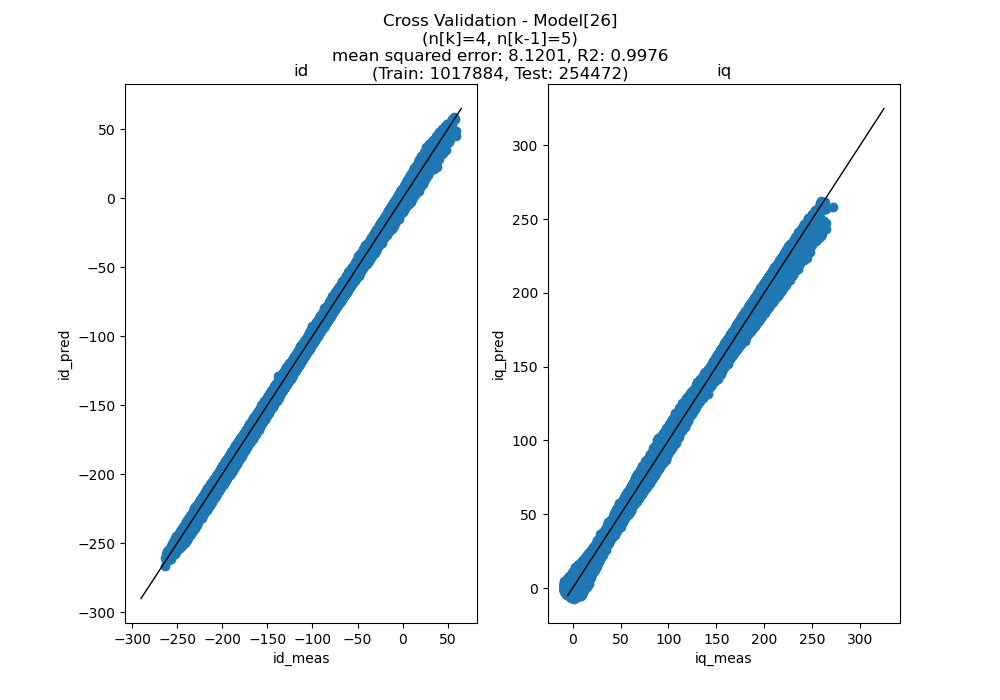 Cross Validation - Model[26]
(n[k]=4, n[k-1]=5)
mean squared error: 8.1201, R2: 0.9976
(Train: 1017884, Test: 254472)
id
iq
50
0
−50
−100
−150
−200
−250
−300
id_pred
−300 −250 −200 −150 −100 −50 0 50
id_meas
300
250
200
150
100
50
0
iq_pred
0 50 100 150 200 250 300
iq_meas